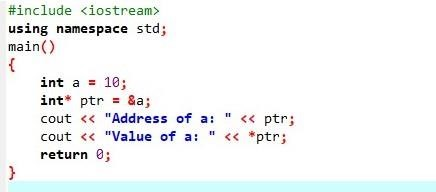 #include <iostream>
using namespace std;
main()
{
    int a = 10;
    int* ptr = &a;
    cout << "Address of a: " << ptr;
    cout << "Value of a: " << *ptr;
    return 0;
}